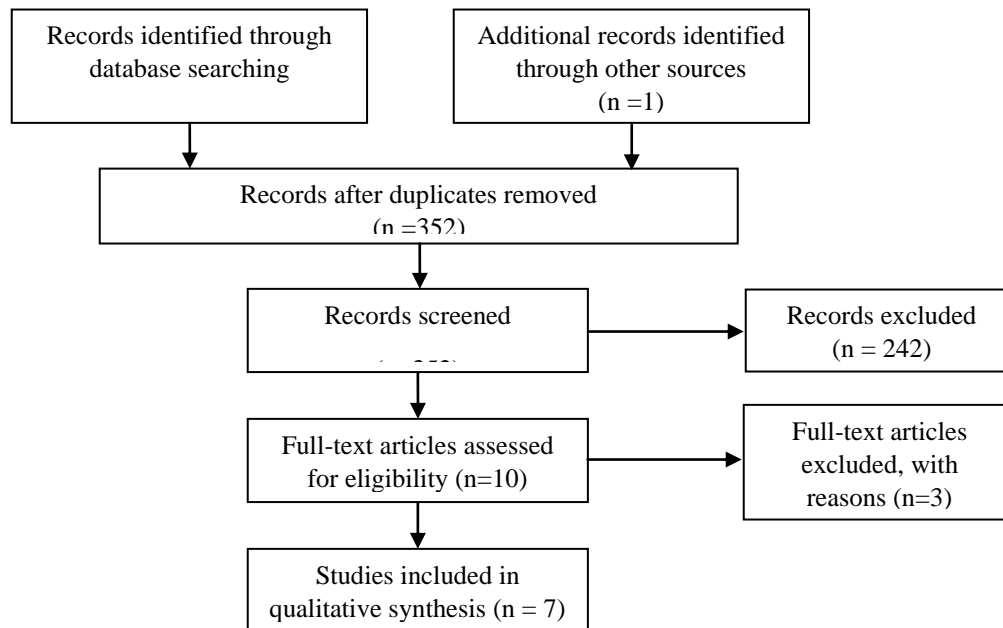 Records identified through
database searching
Additional records identified
through other sources
(n =1)
Records after duplicates removed
(n =352)
Records screened
Records excluded
(n = 242)
Full-text articles assessed
for eligibility (n=10)
Full-text articles
excluded, with
reasons (n=3)
Studies included in
qualitative synthesis (n = 7)